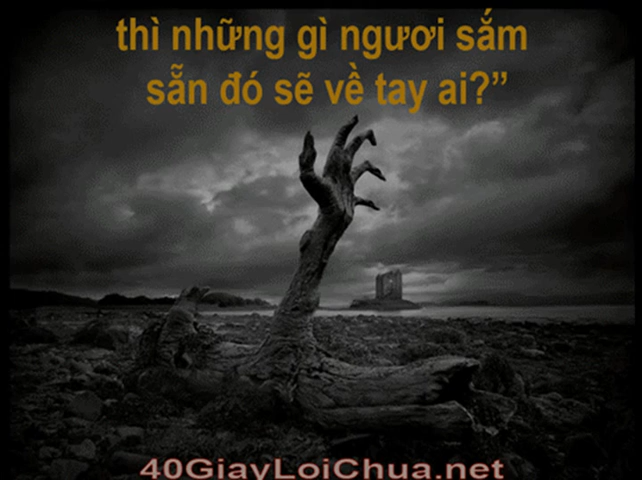 thì những gì ngươi sắm
sẵn đó sẽ về tay ai?”
40GiayLoiChua.net